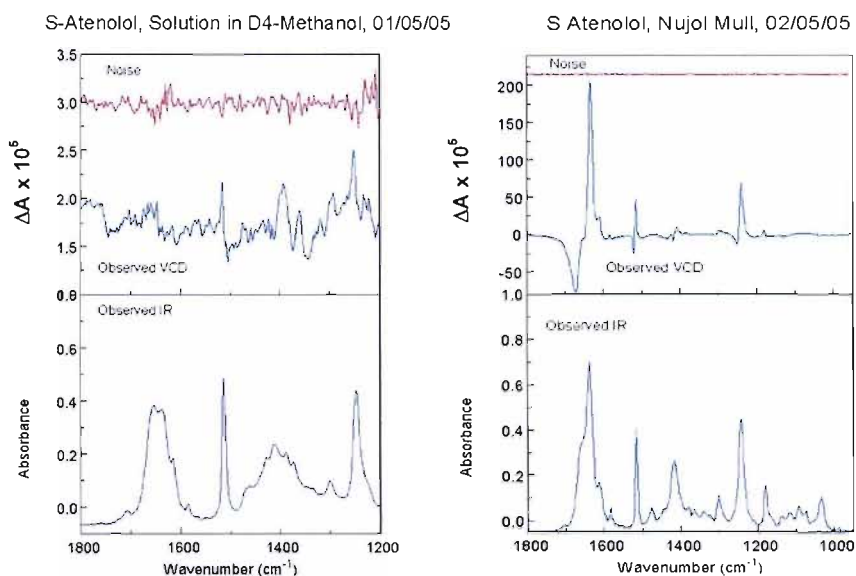 S-Atenolol, Solution in D4-Methanol, 01/05/05
3.5
Noise
3.0
2.5
2.0
1.5
ΔA x 10⁵
Observed VCD
0.8
Observed IR
0.6
0.4
0.2
0.0
Absorbance
1800 1600 1400 1200
Wavenumber (cm⁻¹)
S Atenolol, Nujol Mull, 02/05/05
Noise
200
150
100
50
0
-50
ΔA x 10⁵
Observed VCD
1.0
Observed IR
0.8
0.6
0.4
0.2
0.0
Absorbance
1800 1600 1400 1200 1000
Wavenumber (cm⁻¹)